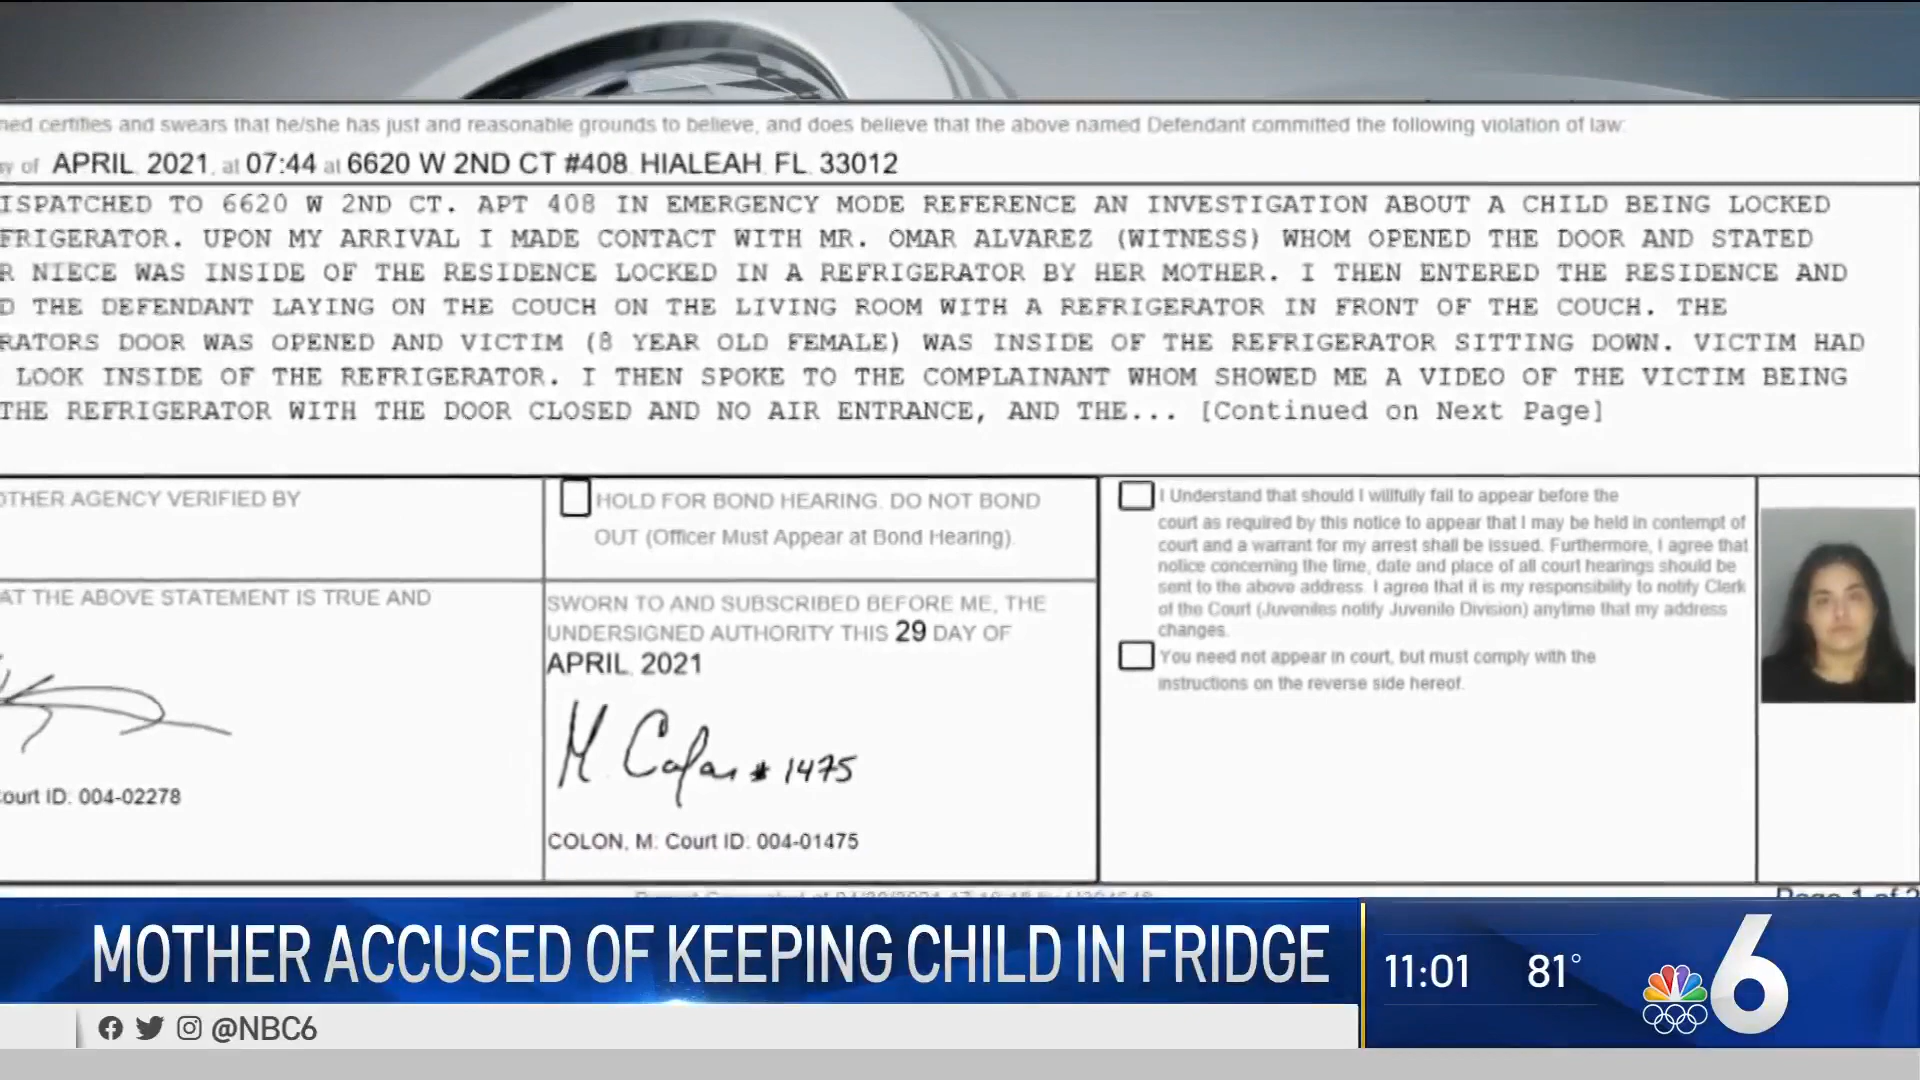 ned certifies and swears that he/she has just and reasonable grounds to believe, and does believe that the above named Defendant committed the following violation of law:
y of APRIL, 2021, at 07:44 at 6620 W 2ND CT #408, HIALEAH, FL, 33012
ISPATCHED TO 6620 W 2ND CT. APT 408 IN EMERGENCY MODE REFERENCE AN INVESTIGATION ABOUT A CHILD BEING LOCKED
FRIGERATOR. UPON MY ARRIVAL I MADE CONTACT WITH MR. OMAR ALVAREZ (WITNESS) WHOM OPENED THE DOOR AND STATED
R NIECE WAS INSIDE OF THE RESIDENCE LOCKED IN A REFRIGERATOR BY HER MOTHER. I THEN ENTERED THE RESIDENCE AND
D THE DEFENDANT LAYING ON THE COUCH ON THE LIVING ROOM WITH A REFRIGERATOR IN FRONT OF THE COUCH. THE
RATORS DOOR WAS OPENED AND VICTIM (8 YEAR OLD FEMALE) WAS INSIDE OF THE REFRIGERATOR SITTING DOWN. VICTIM HAD
LOOK INSIDE OF THE REFRIGERATOR. I THEN SPOKE TO THE COMPLAINANT WHOM SHOWED ME A VIDEO OF THE VICTIM BEING
THE REFRIGERATOR WITH THE DOOR CLOSED AND NO AIR ENTRANCE, AND THE... [Continued on Next Page]
OTHER AGENCY VERIFIED BY
HOLD FOR BOND HEARING. DO NOT BOND
OUT (Officer Must Appear at Bond Hearing).
I Understand that should I willfully fail to appear before the
court as required by this notice to appear that I may be held in contempt of
court and a warrant for my arrest shall be issued. Furthermore, I agree that
notice concerning the time, date and place of all court hearings should be
sent to the above address. I agree that it is my responsibility to notify Clerk
of the Court (Juveniles notify Juvenile Division) anytime that my address
changes.
You need not appear in court, but must comply with the
instructions on the reverse side hereof.
AT THE ABOVE STATEMENT IS TRUE AND
SWORN TO AND SUBSCRIBED BEFORE ME, THE
UNDERSIGNED AUTHORITY THIS 29 DAY OF
APRIL, 2021
M Colon # 1475
ourt ID: 004-02278
COLON, M: Court ID: 004-01475
Page 1 of 2
MOTHER ACCUSED OF KEEPING CHILD IN FRIDGE
11:01 81°
6
@NBC6